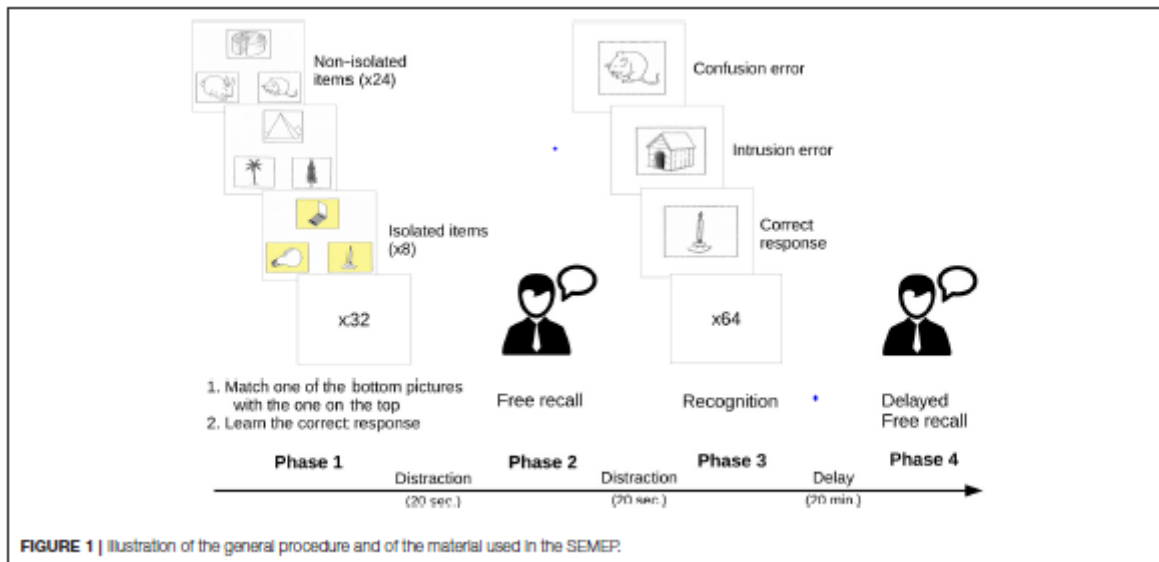 Non-isolated
items (x24)
Confusion error
Intrusion error
Isolated items
(x8)
Correct
response
x32
x64
1. Match one of the bottom pictures
with the one on the top
2. Learn the correct response
Free recall
Recognition
Delayed
Free recall
Phase 1
Phase 2
Phase 3
Phase 4
Distraction
(20 sec.)
Distraction
(20 sec.)
Delay
(20 min.)
FIGURE 1 | Illustration of the general procedure and of the material used in the SEMEP.